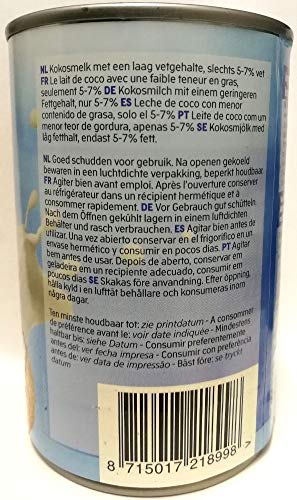 NL Kokosmelk met een laag vetgehalte, slechts 5-7% vet
FR Le lait de coco avec une faible teneur en gras,
seulement 5-7% DE Kokosmilch mit einem geringeren
Fettgehalt, nur 5-7% ES Leche de coco con menor
contenido de grasa, solo el 5-7% PT Leite de coco com um
menor teor de gordura, apenas 5-7% SE Kokosmjölk med
låg fetthalt, endast 5-7% fett.
NL Goed schudden voor gebruik. Na openen gekoeld
bewaren in een luchtdichte verpakking, beperkt houdbaar.
FR Agiter bien avant emploi. Après l'ouverture conserver
au réfrigérateur dans un récipient hermétique et à
consommer rapidement. DE Vor Gebrauch gut schütteln.
Nach dem Öffnen gekühlt lagern in einem luftdichten
Behälter und rasch verbrauchen. ES Agitar bien antes de
utilizar. Una vez abierto conservar en el frigorífico en un
envase hermético y consumir en pocos días. PT Agitar
bem antes de usar. Depois de aberto, conservar em
geladeira em um recipiente adecuado, consumir em
poucos dias SE Skakas före användning. Efter öppning,
hålla kyld i en lufttät behållare och konsumeras inom
några dagar.
Ten minste houdbaar tot: zie printdatum - A consommer
de préférence avant le: voir date indiquée - Mindestens
haltbar bis: siehe Datum - Consumir preferentemente
antes del: ver fecha impresa - Consumir con preferência
antes de: ver data de impressão - Bäst före: se tryckt
datum
8 715017 218998 >